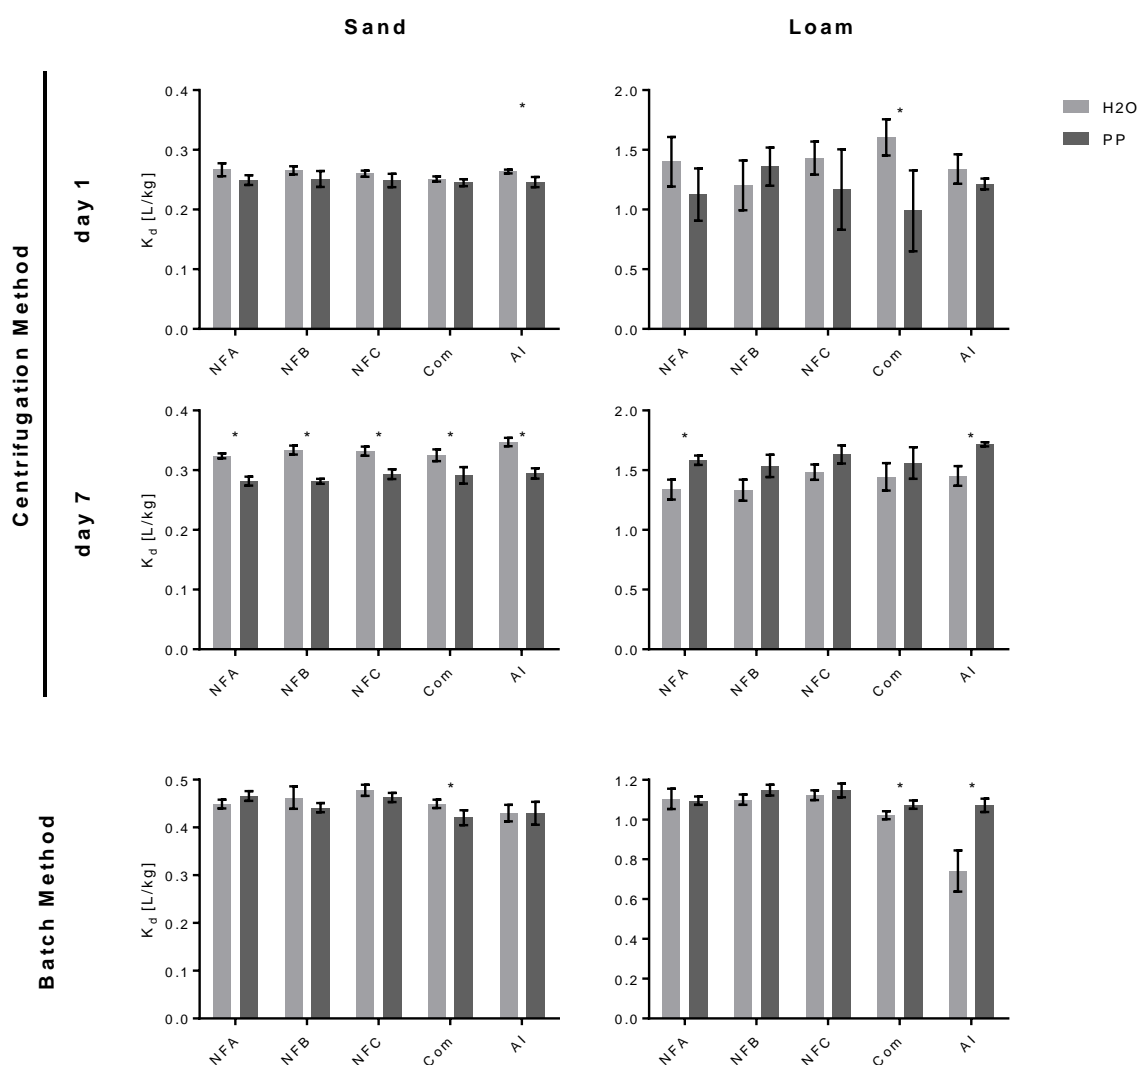 Sand
Loam
H2O
PP
Centrifugation Method
day 1
K d [L/kg]
0.4
0.3
0.2
0.1
0.0
*
NFA
NFB
NFC
Com
AI
2.0
1.5
1.0
0.5
0.0
*
NFA
NFB
NFC
Com
AI
day 7
K d [L/kg]
0.4
0.3
0.2
0.1
0.0
* * * * *
NFA
NFB
NFC
Com
AI
2.0
1.5
1.0
0.5
0.0
* *
NFA
NFB
NFC
Com
AI
Batch Method
K d [L/kg]
0.5
0.4
0.3
0.2
0.1
0.0
*
NFA
NFB
NFC
Com
AI
1.2
1.0
0.8
0.6
0.4
0.2
0.0
* *
NFA
NFB
NFC
Com
AI